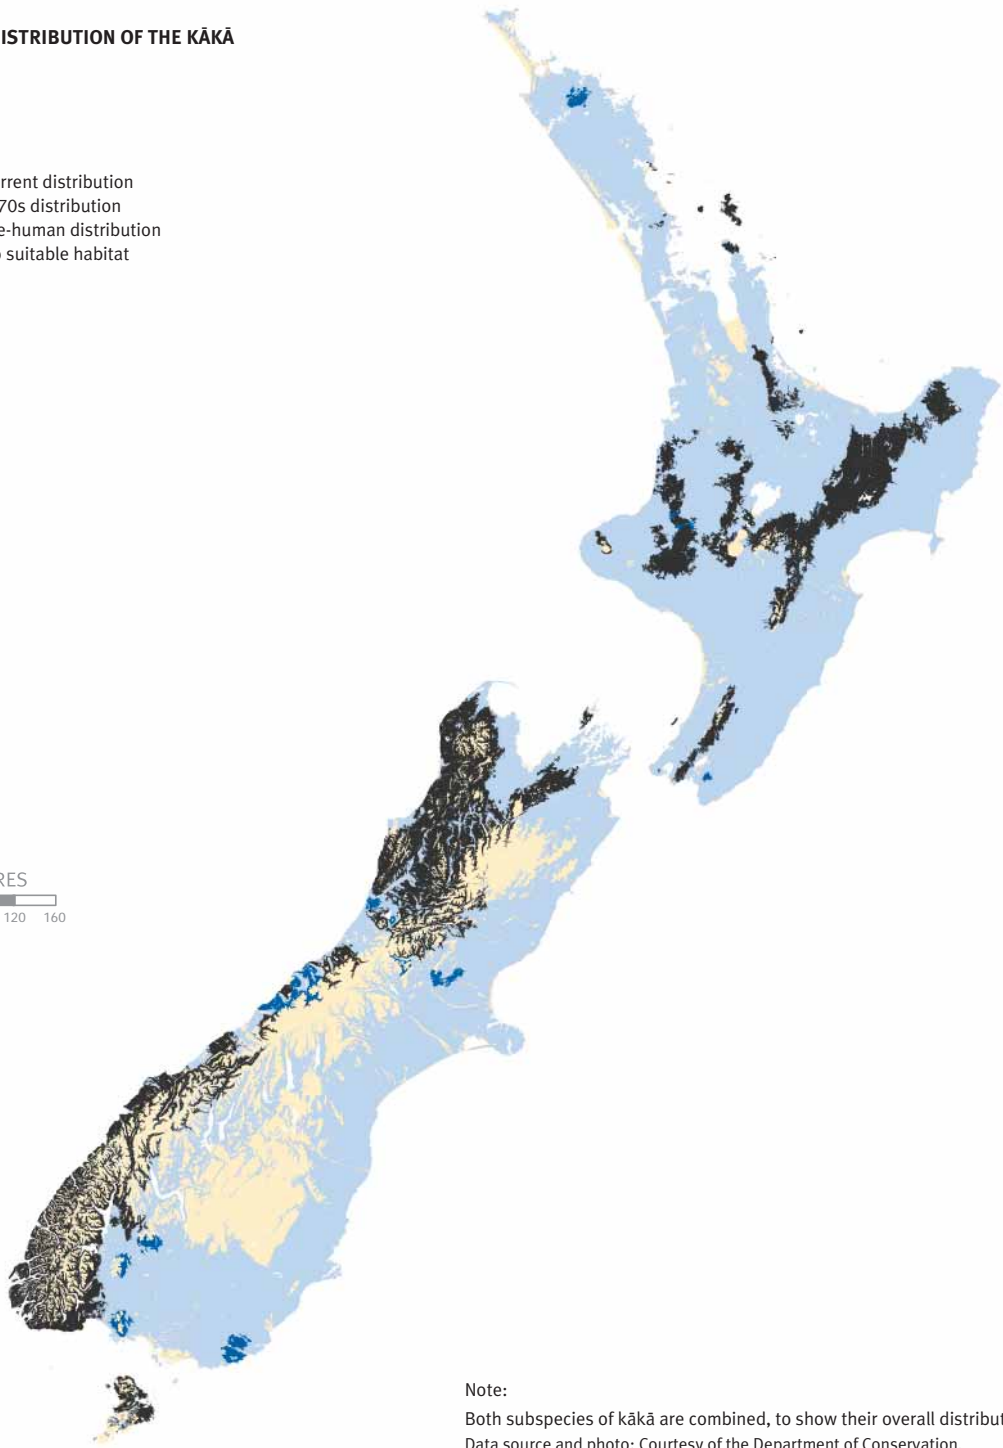 ISTRIBUTION OF THE KĀKĀ
rrent distribution
70s distribution
e-human distribution
suitable habitat
RES
120 160
Note:
Both subspecies of kākā are combined, to show their overall distribut
Data source and photo: Courtesy of the Department of Conservation